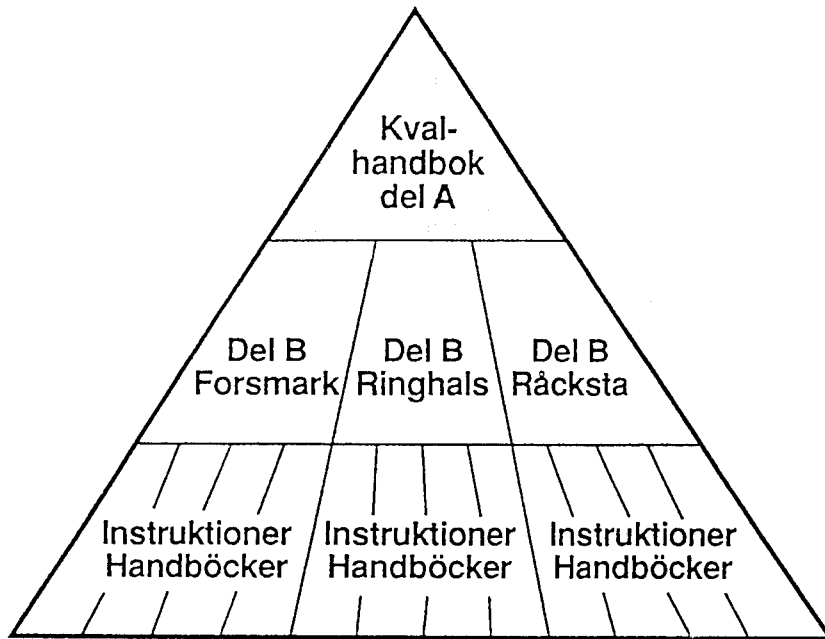 Kval-
handbok
del A
Del B
Forsmark
Del B
Ringhals
Del B
Råcksta
Instruktioner
Handböcker
Instruktioner
Handböcker
Instruktioner
Handböcker